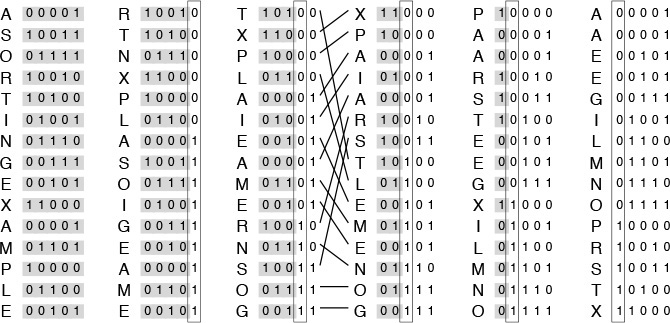 A 00001 R 10010 T 10100 X 11000 P 10000 A 00001
S 10011 T 10100 X 11000 P 10000 A 00001 A 00001
O 01111 N 01110 P 10000 A 00001 A 00001 E 00101
R 10010 X 11000 L 01100 I 01001 R 10010 E 00101
T 10100 P 10000 A 00001 A 00001 S 10011 G 00111
I 01001 L 01100 I 01001 R 10010 T 10100 I 01001
N 01110 A 00001 E 00101 S 10011 E 00101 L 01100
G 00111 S 10011 A 00001 T 10100 E 00101 M 01101
E 00101 O 01111 M 01101 L 01100 G 00111 N 01110
X 11000 I 01001 E 00101 E 00101 X 11000 O 01111
A 00001 G 00111 R 10010 M 01101 I 01001 P 10000
M 01101 E 00101 N 01110 E 00101 L 01100 R 10010
P 10000 A 00001 S 10011 N 01110 M 01101 S 10011
L 01100 M 01101 O 01111 O 01111 N 01110 T 10100
E 00101 E 00101 G 00111 G 00111 O 01111 X 11000